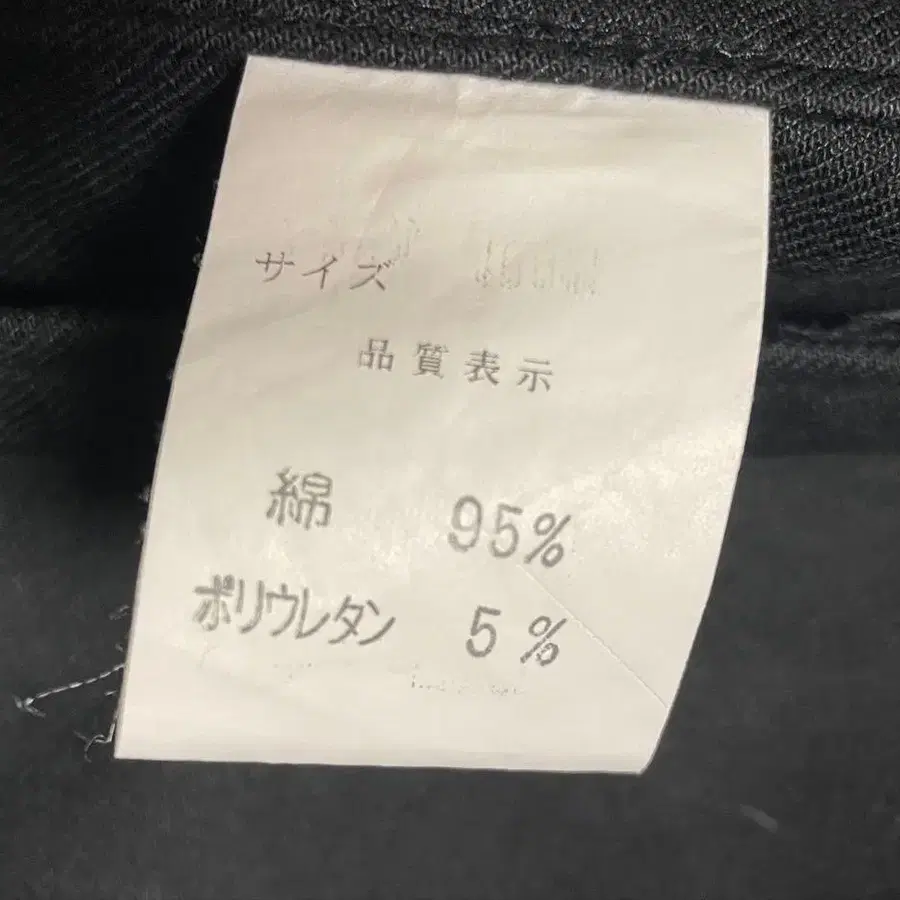 サイズ
品質表示
綿 95%
ポリウレタン 5%